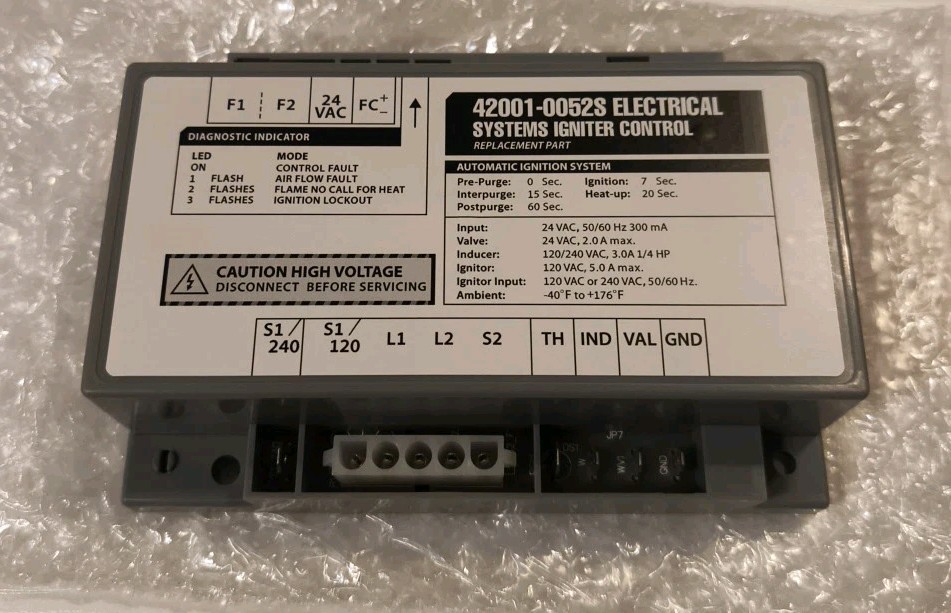 F1 F2 24 VAC FC + -
DIAGNOSTIC INDICATOR
LED MODE
ON CONTROL FAULT
1 FLASH AIR FLOW FAULT
2 FLASHES FLAME NO CALL FOR HEAT
3 FLASHES IGNITION LOCKOUT
42001-0052S ELECTRICAL
SYSTEMS IGNITER CONTROL
REPLACEMENT PART
AUTOMATIC IGNITION SYSTEM
Pre-Purge: 0 Sec. Ignition: 7 Sec.
Interpurge: 15 Sec. Heat-up: 20 Sec.
Postpurge: 60 Sec.
Input: 24 VAC, 50/60 Hz 300 mA
Valve: 24 VAC, 2.0 A max.
Inducer: 120/240 VAC, 3.0A 1/4 HP
Ignitor: 120 VAC, 5.0 A max.
Ignitor Input: 120 VAC or 240 VAC, 50/60 Hz.
Ambient: -40°F to +176°F
CAUTION HIGH VOLTAGE
DISCONNECT BEFORE SERVICING
S1/240 S1/120 L1 L2 S2 TH IND VAL GND
JP7
GND